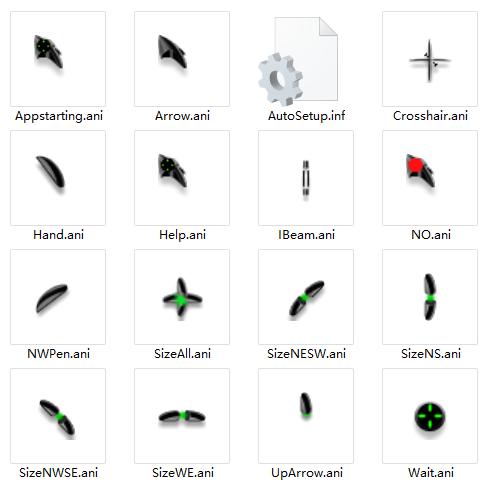 Appstarting.ani
Arrow.ani
AutoSetup.inf
Crosshair.ani
Hand.ani
Help.ani
IBeam.ani
NO.ani
NWPen.ani
SizeAll.ani
SizeNESW.ani
SizeNS.ani
SizeNWSE.ani
SizeWE.ani
UpArrow.ani
Wait.ani